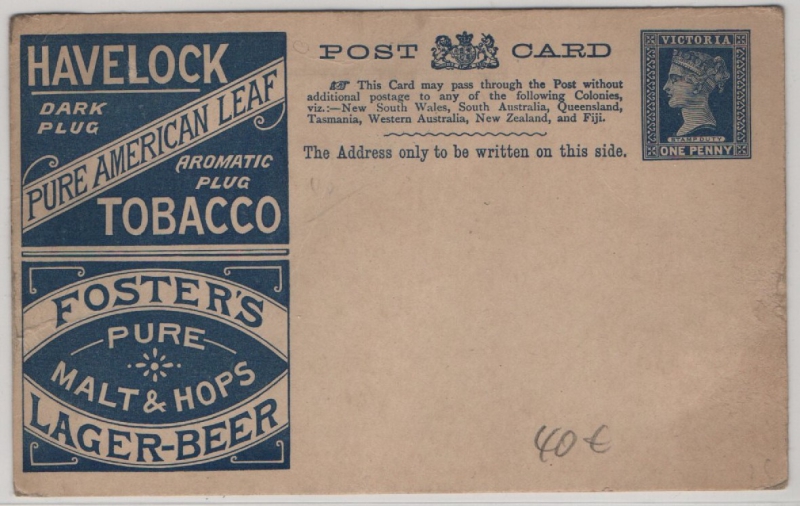 HAVELOCK
DARK
PLUG
PURE AMERICAN LEAF
AROMATIC
PLUG
TOBACCO
FOSTER'S
PURE
MALT & HOPS
LAGER-BEER
POST CARD
☞ This Card may pass through the Post without
additional postage to any of the following Colonies,
viz.:—New South Wales, South Australia, Queensland,
Tasmania, Western Australia, New Zealand, and Fiji.
The Address only to be written on this side.
VICTORIA
STAMP DUTY
ONE PENNY
40 €